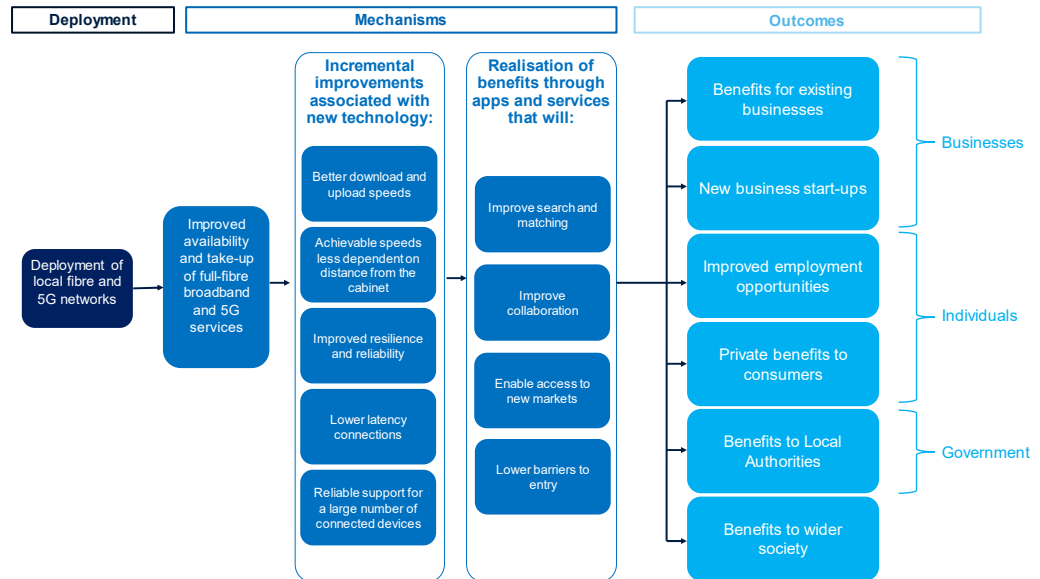 Deployment
Mechanisms
Outcomes
Deployment of
local fibre and
5G networks
Improved
availability
and take-up
of full-fibre
broadband
and 5G
services
Incremental
improvements
associated with
new technology:
Better download and
upload speeds
Achievable speeds
less dependent on
distance from the
cabinet
Improved resilience
and reliability
Lower latency
connections
Reliable support for
a large number of
connected devices
Realisation of
benefits through
apps and services
that will:
Improve search and
matching
Improve
collaboration
Enable access to
new markets
Lower barriers to
entry
Benefits for existing
businesses
New business start-ups
Improved employment
opportunities
Private benefits to
consumers
Benefits to Local
Authorities
Benefits to wider
society
Businesses
Individuals
Government